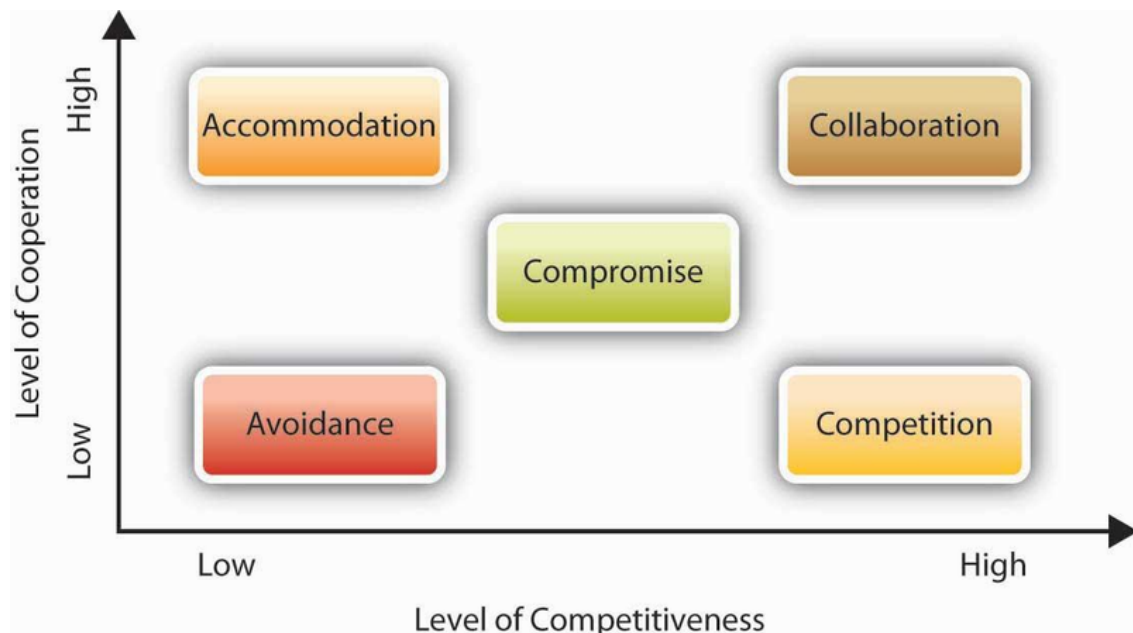 High
Accommodation
Collaboration
Level of Cooperation
Compromise
Avoidance
Competition
Low
Low
High
Level of Competitiveness